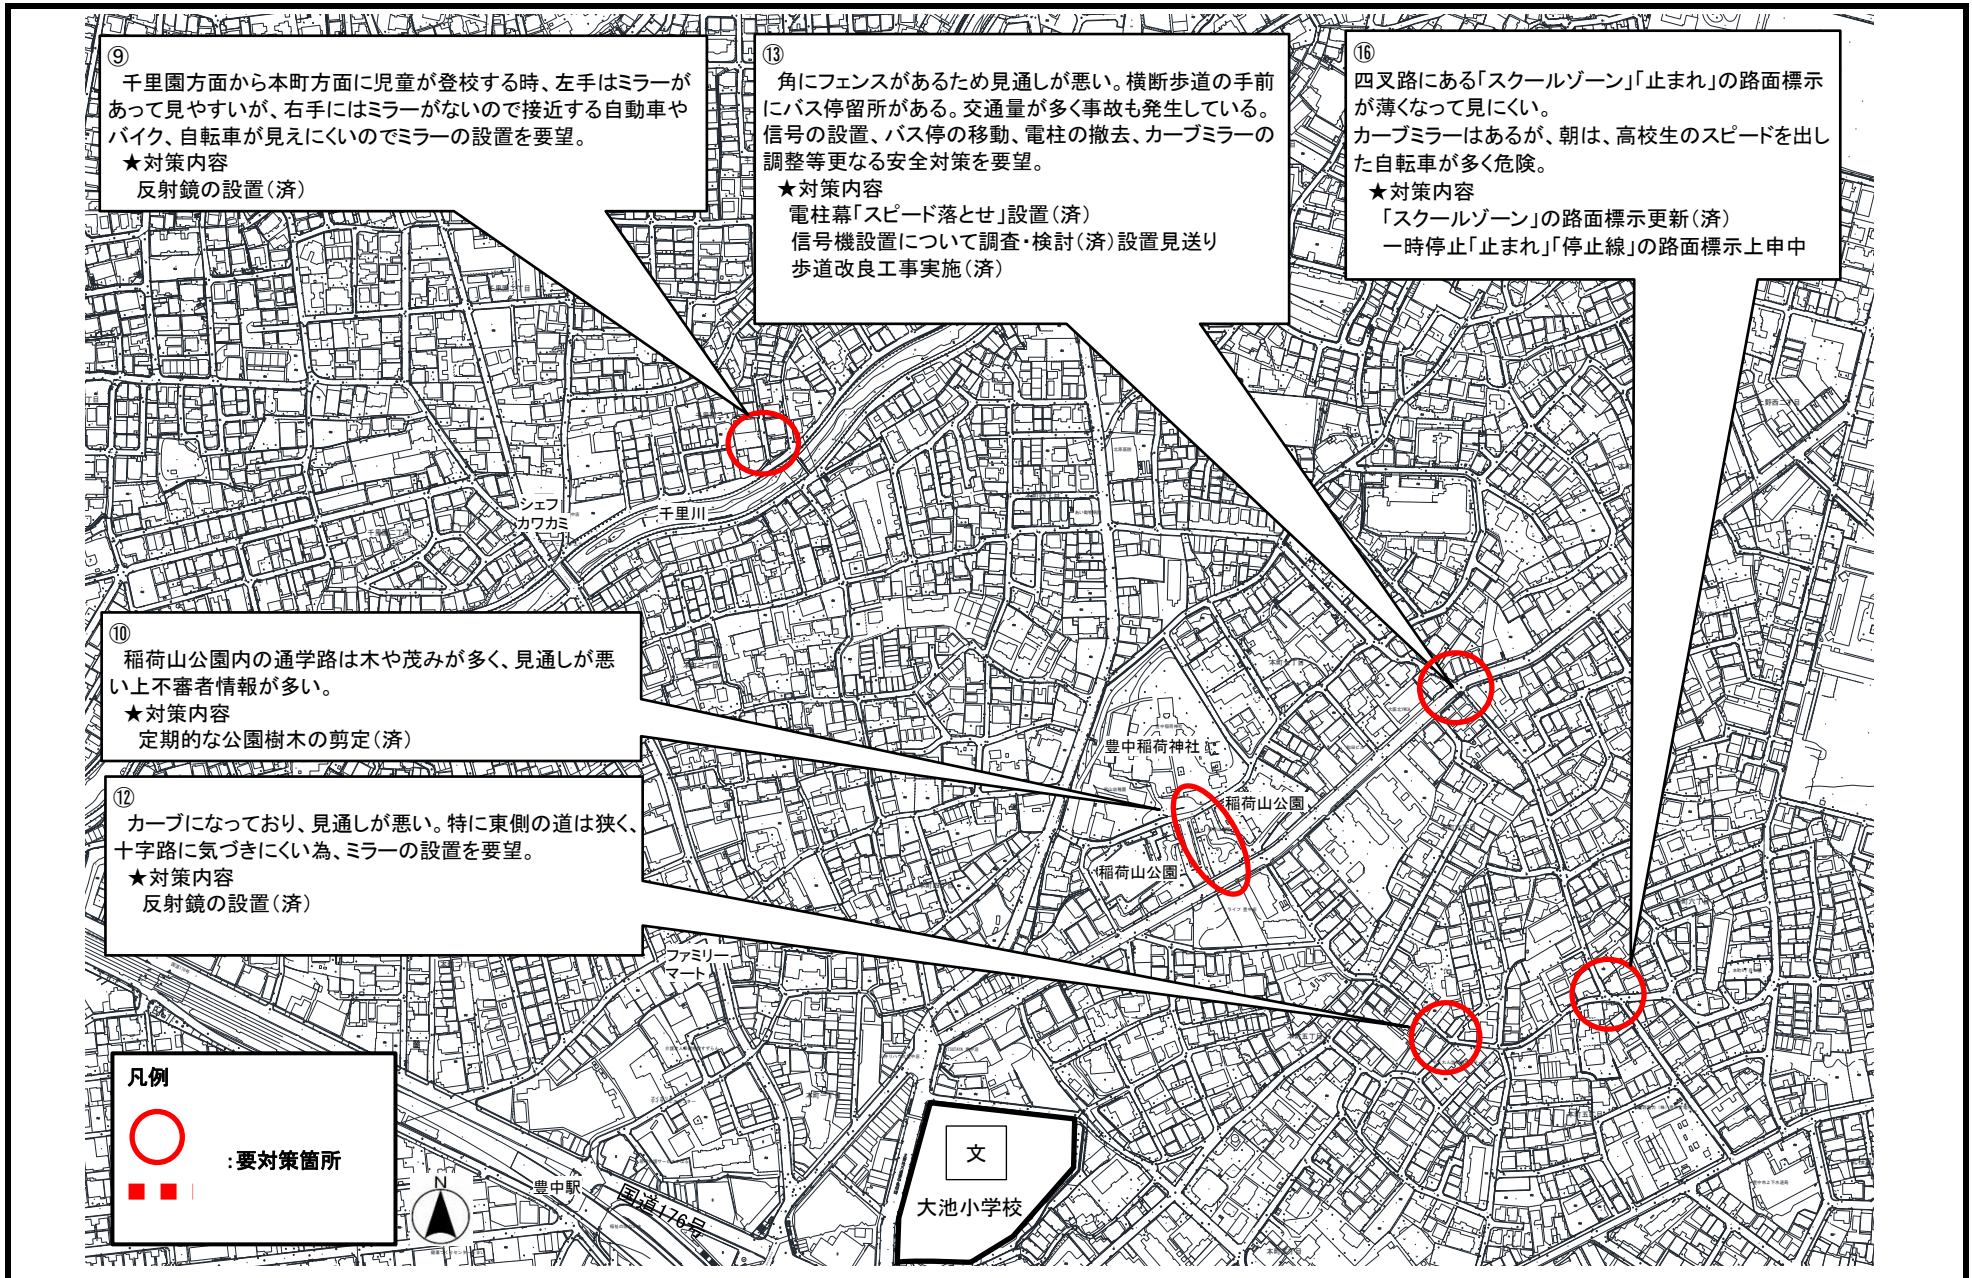 ⑨
千里園方面から本町方面に児童が登校する時、左手はミラーが
あって見やすいが、右手にはミラーがないので接近する自動車や
バイク、自転車が見えにくいのでミラーの設置を要望。
★対策内容
反射鏡の設置(済)
⑬
角にフェンスがあるため見通しが悪い。横断歩道の手前
にバス停留所がある。交通量が多く事故も発生している。
信号の設置、バス停の移動、電柱の撤去、カーブミラーの
調整等更なる安全対策を要望。
★対策内容
電柱幕「スピード落とせ」設置(済)
信号機設置について調査・検討(済)設置見送り
歩道改良工事実施(済)
⑯
四叉路にある「スクールゾーン」「止まれ」の路面標示
が薄くなって見にくい。
カーブミラーはあるが、朝は、高校生のスピードを出し
た自転車が多く危険。
★対策内容
「スクールゾーン」の路面標示更新(済)
一時停止「止まれ」「停止線」の路面標示上申中
シェフ
カワカミ
千里川
⑩
稲荷山公園内の通学路は木や茂みが多く、見通しが悪
い上不審者情報が多い。
★対策内容
定期的な公園樹木の剪定(済)
豊中稲荷神社
稲荷山公園
稲荷山公園
⑫
カーブになっており、見通しが悪い。特に東側の道は狭く、
十字路に気づきにくい為、ミラーの設置を要望。
★対策内容
反射鏡の設置(済)
ファミリー
マート
凡例
:要対策箇所
N
豊中駅
国道176号
文
大池小学校